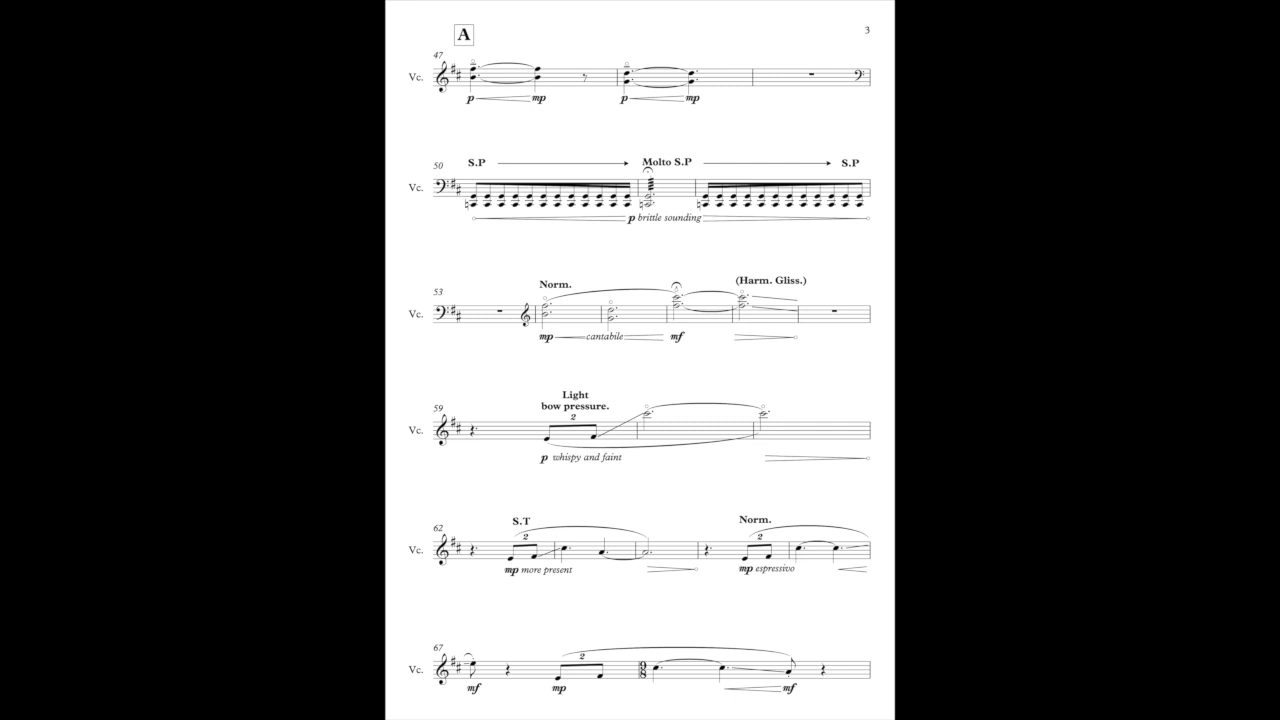 A
3
47
Vc.
p mp p mp
S.P Molto S.P S.P
50
Vc.
p brittle sounding
Norm. (Harm. Gliss.)
53
Vc.
mp cantabile mf
Light
bow pressure.
59
2
Vc.
p whispy and faint
S.T Norm.
62
2 2
Vc.
mp more present mp espressivo
67
2
Vc.
9
8
mf mp mf